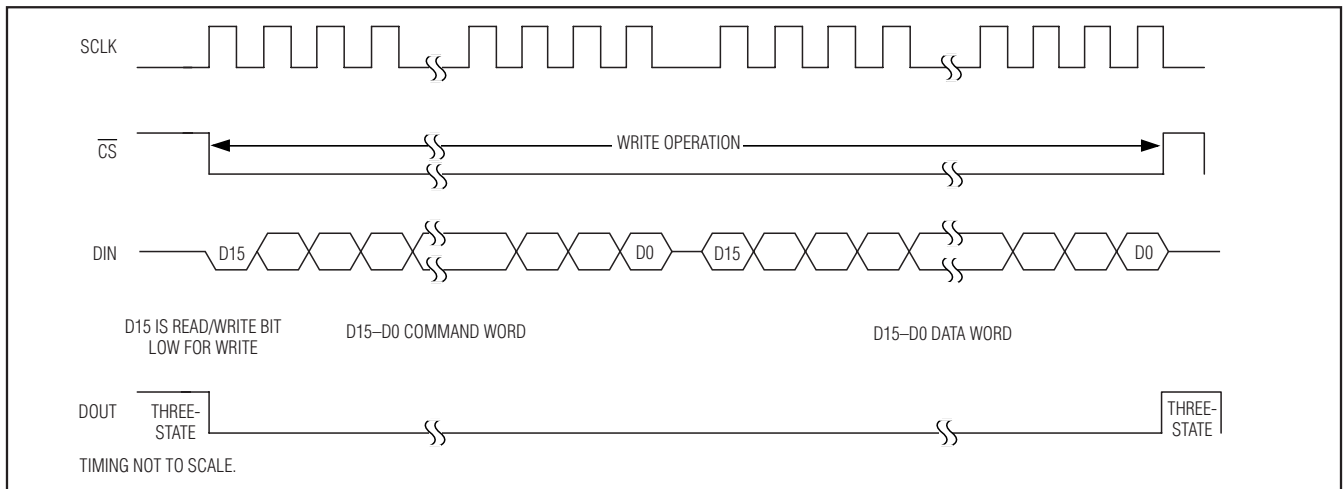 SCLK
CS
WRITE OPERATION
DIN
D15
D0
D15
D0
D15 IS READ/WRITE BIT
LOW FOR WRITE
D15–D0 COMMAND WORD
D15–D0 DATA WORD
DOUT
THREE-
STATE
THREE-
STATE
TIMING NOT TO SCALE.